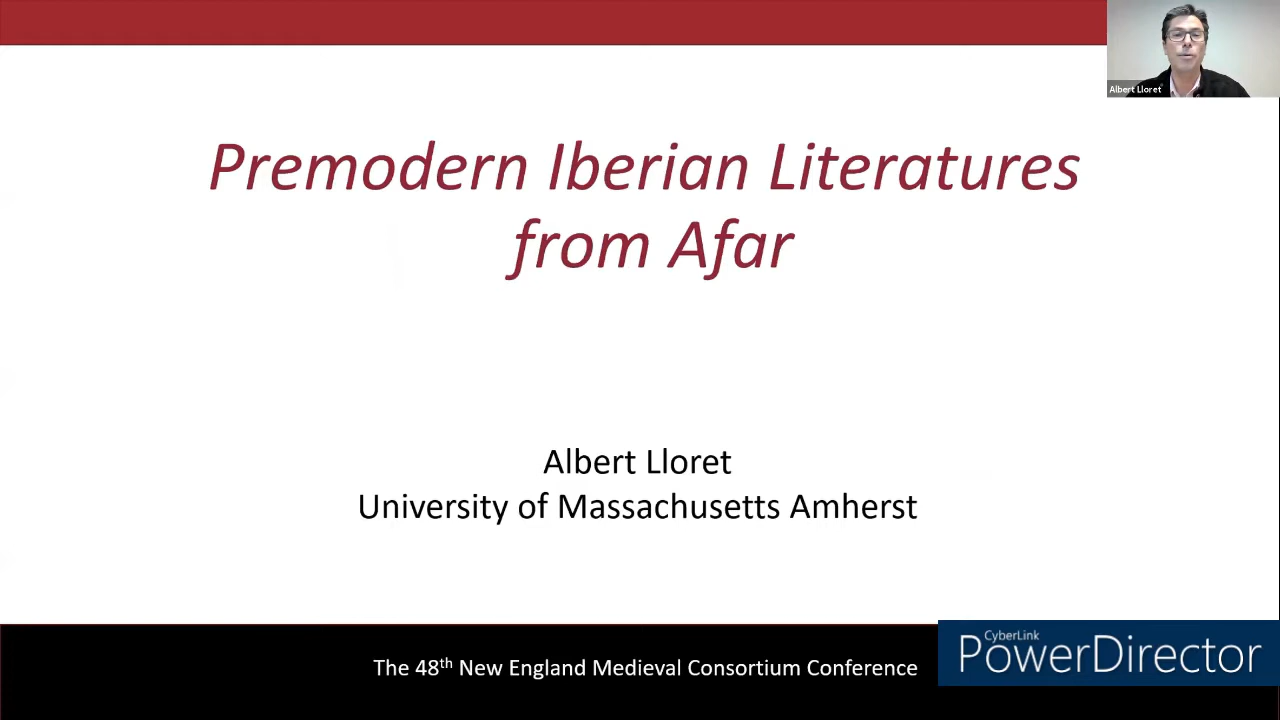 Albert Lloret
Premodern Iberian Literatures
from Afar
Albert Lloret
University of Massachusetts Amherst
The 48th New England Medieval Consortium Conference
CyberLink
PowerDirector